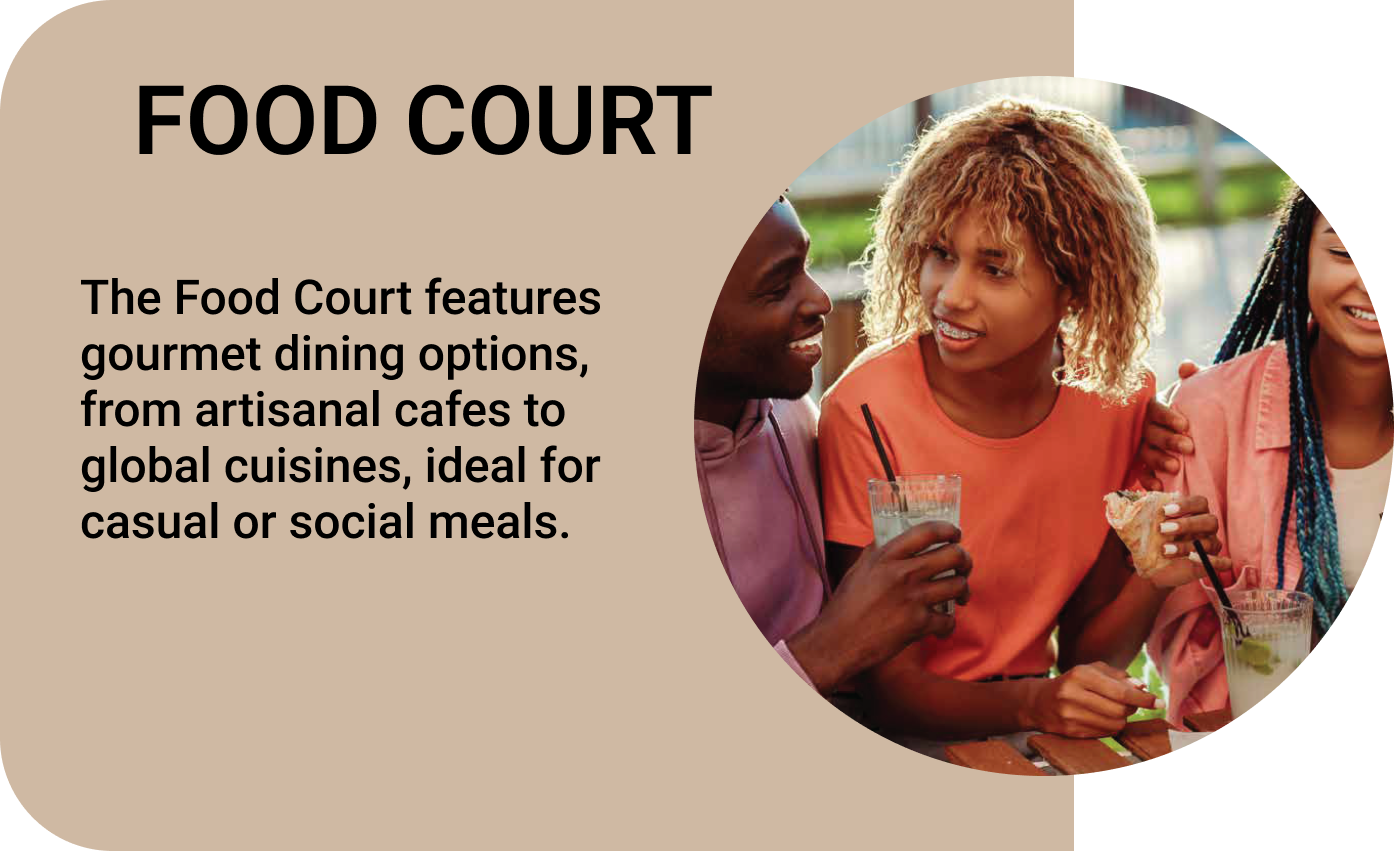 FOOD COURT
The Food Court features
gourmet dining options,
from artisanal cafes to
global cuisines, ideal for
casual or social meals.